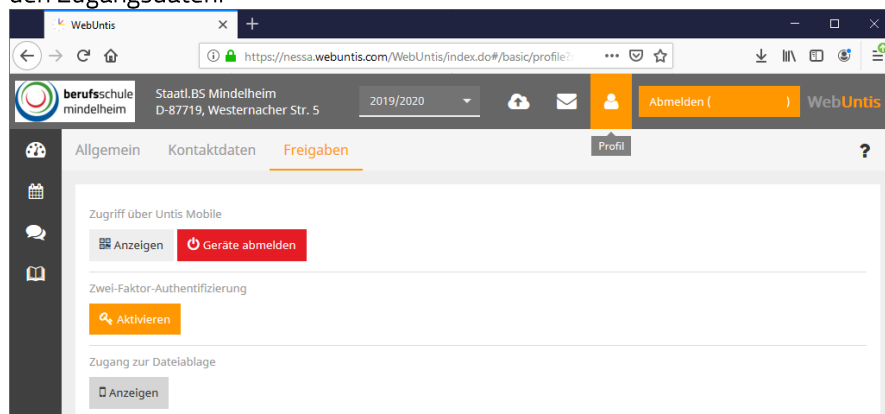 den Zugangsdaten.
WebUntis
https://nessa.webuntis.com/WebUntis/index.do#/basic/profile?
berufsschule
mindelheim
Staatl.BS Mindelheim
D-87719, Westernacher Str. 5
2019/2020
Abmelden ( )
WebUntis
Profil
Allgemein Kontaktdaten Freigaben ?
Zugriff über Untis Mobile
Anzeigen Geräte abmelden
Zwei-Faktor-Authentifizierung
Aktivieren
Zugang zur Dateiablage
Anzeigen